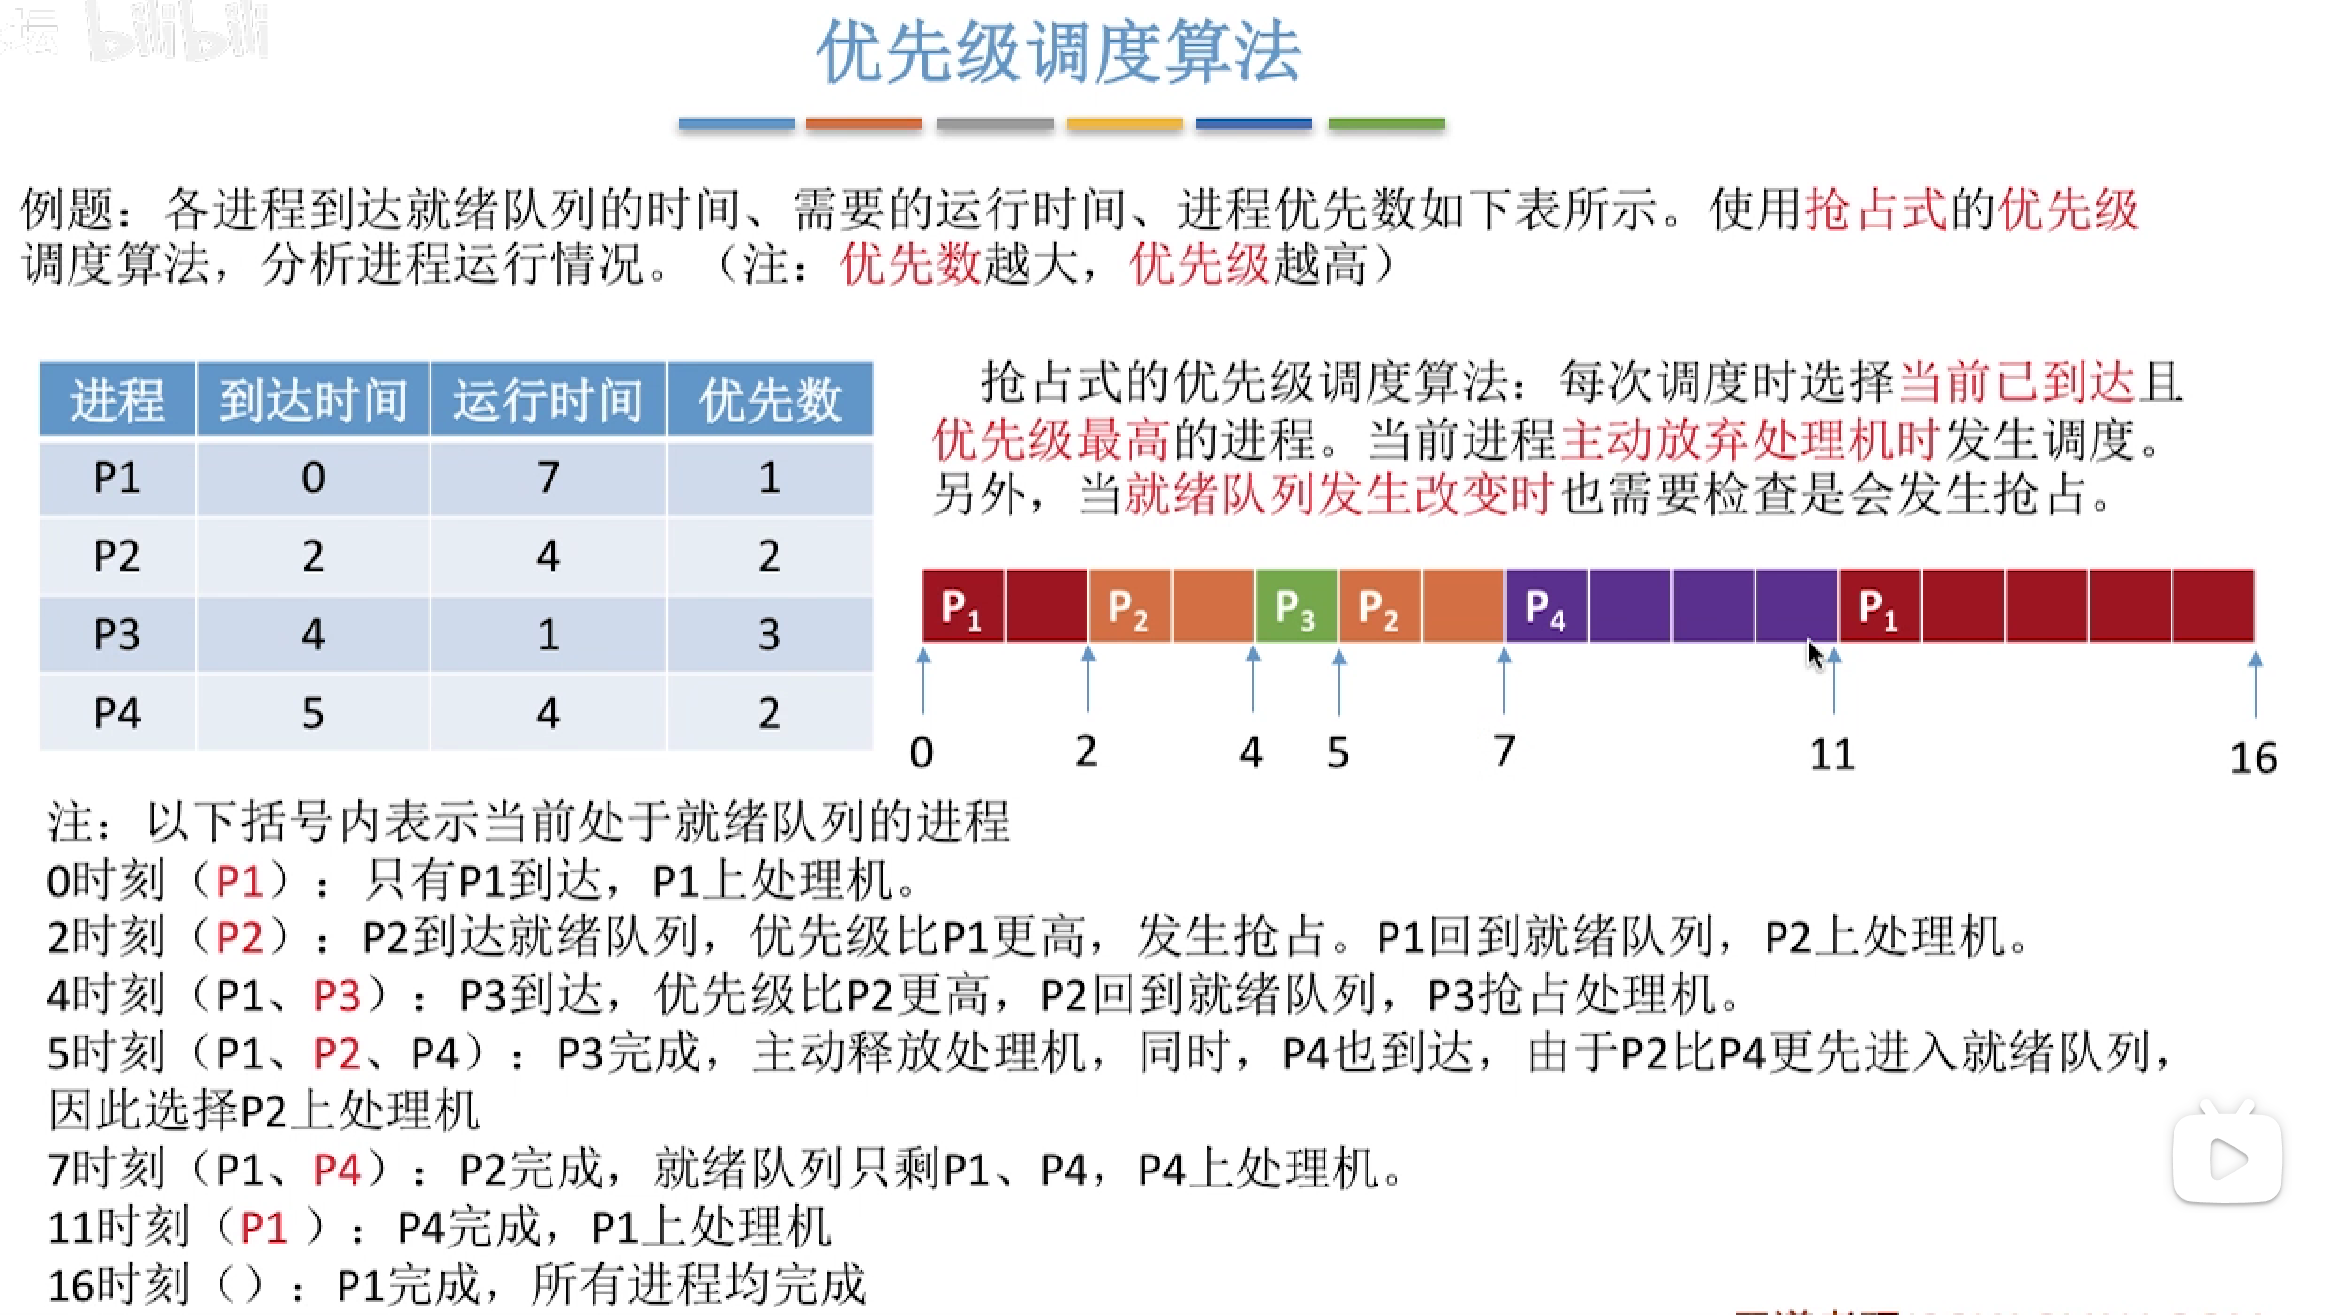 坛 bilibili
优先级调度算法
例题：各进程到达就绪队列的时间、需要的运行时间、进程优先数如下表所示。使用抢占式的优先级
调度算法，分析进程运行情况。（注：优先数越大，优先级越高）
进程 到达时间 运行时间 优先数
P1 0 7 1
P2 2 4 2
P3 4 1 3
P4 5 4 2
抢占式的优先级调度算法：每次调度时选择当前已到达且
优先级最高的进程。当前进程主动放弃处理机时发生调度。
另外，当就绪队列发生改变时也需要检查是会发生抢占。
P1 P2 P3 P2 P4 P1
0 2 4 5 7 11 16
注：以下括号内表示当前处于就绪队列的进程
0时刻（P1）：只有P1到达，P1上处理机。
2时刻（P2）：P2到达就绪队列，优先级比P1更高，发生抢占。P1回到就绪队列，P2上处理机。
4时刻（P1、P3）：P3到达，优先级比P2更高，P2回到就绪队列，P3抢占处理机。
5时刻（P1、P2、P4）：P3完成，主动释放处理机，同时，P4也到达，由于P2比P4更先进入就绪队列，
因此选择P2上处理机
7时刻（P1、P4）：P2完成，就绪队列只剩P1、P4，P4上处理机。
11时刻（P1 ）：P4完成，P1上处理机
16时刻（）：P1完成，所有进程均完成